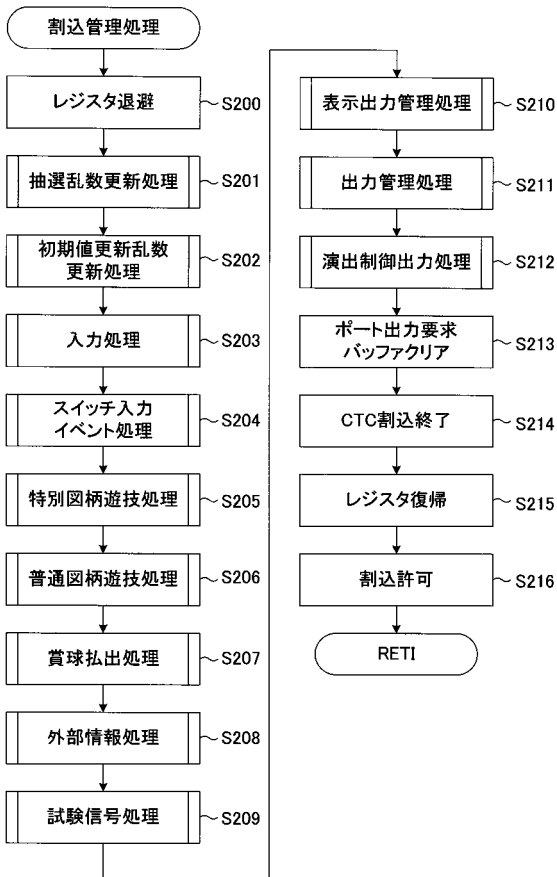 割込管理処理
レジスタ退避
S200
抽選乱数更新処理
S201
初期値更新乱数
更新処理
S202
入力処理
S203
スイッチ入力
イベント処理
S204
特別図柄遊技処理
S205
普通図柄遊技処理
S206
賞球払出処理
S207
外部情報処理
S208
試験信号処理
S209
表示出力管理処理
S210
出力管理処理
S211
演出制御出力処理
S212
ポート出力要求
バッファクリア
S213
CTC割込終了
S214
レジスタ復帰
S215
割込許可
S216
RETI